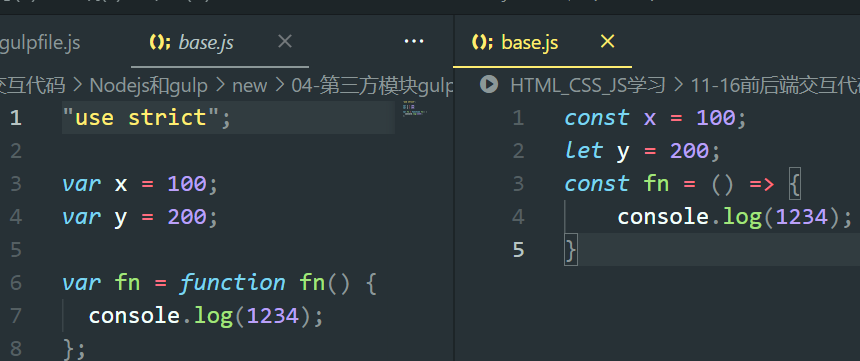 gulpfile.js
base.js
交互代码 > Nodejs和gulp > new > 04-第三方模块gulp
1 "use strict";
2
3 var x = 100;
4 var y = 200;
5
6 var fn = function fn() {
7 console.log(1234);
8 };
base.js
HTML_CSS_JS学习 > 11-16前后端交互代
1 const x = 100;
2 let y = 200;
3 const fn = () => {
4 console.log(1234);
5 }